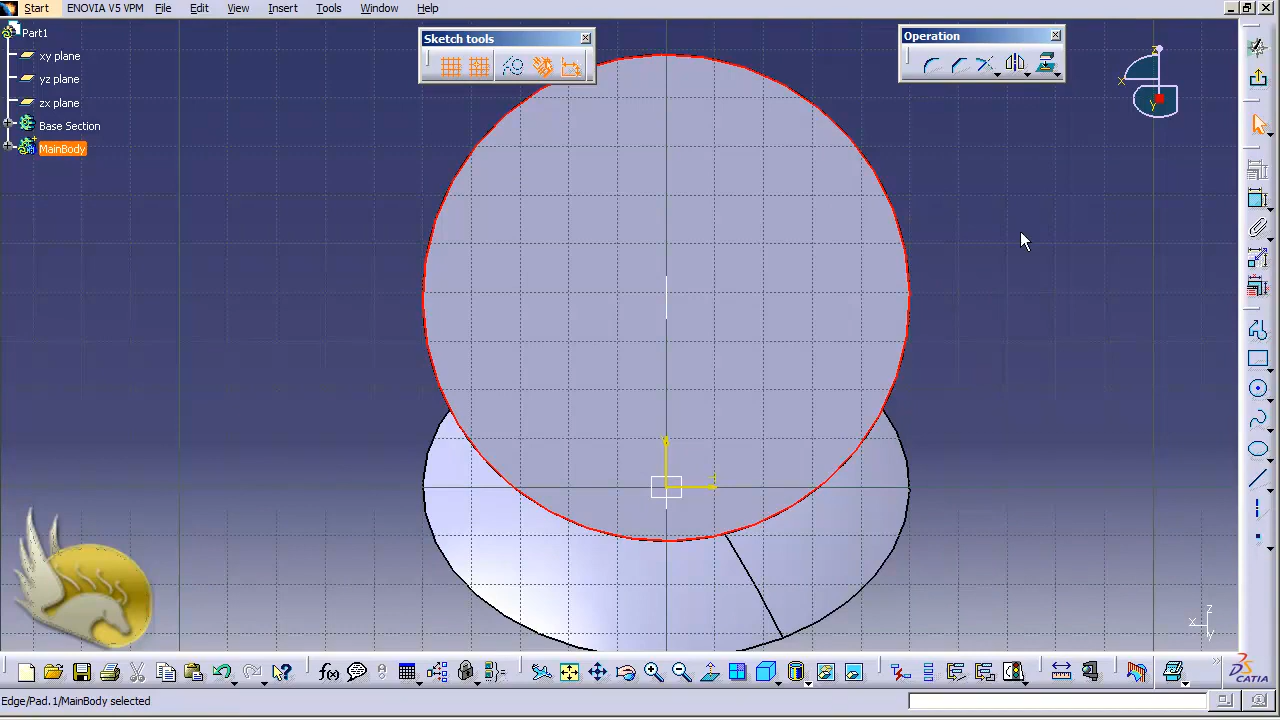 Start ENOVIA V5 VPM File Edit View Insert Tools Window Help
Part1
Sketch tools
Operation
xy plane
yz plane
zx plane
Base Section
MainBody
z
x
y
z
x
y
CATIA
Edge/Pad.1/MainBody selected